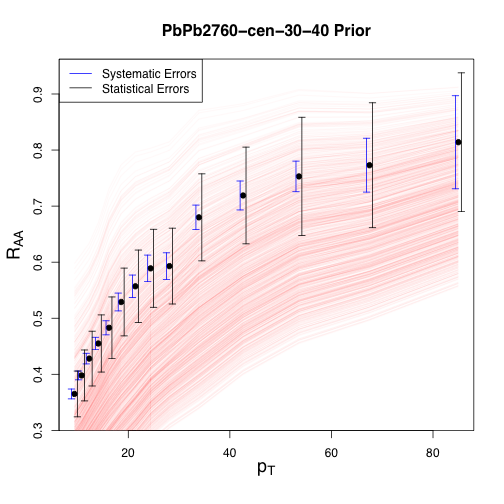 PbPb2760-cen-30-40 Prior
Systematic Errors
Statistical Errors
0.9
0.8
0.7
0.6
0.5
0.4
0.3
RAA
20 40 60 80
pT